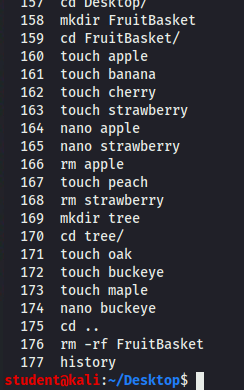 157 cd Desktop/
158 mkdir FruitBasket
159 cd FruitBasket/
160 touch apple
161 touch banana
162 touch cherry
163 touch strawberry
164 nano apple
165 nano strawberry
166 rm apple
167 touch peach
168 rm strawberry
169 mkdir tree
170 cd tree/
171 touch oak
172 touch buckeye
173 touch maple
174 nano buckeye
175 cd ..
176 rm -rf FruitBasket
177 history
student@kali:~/Desktop$